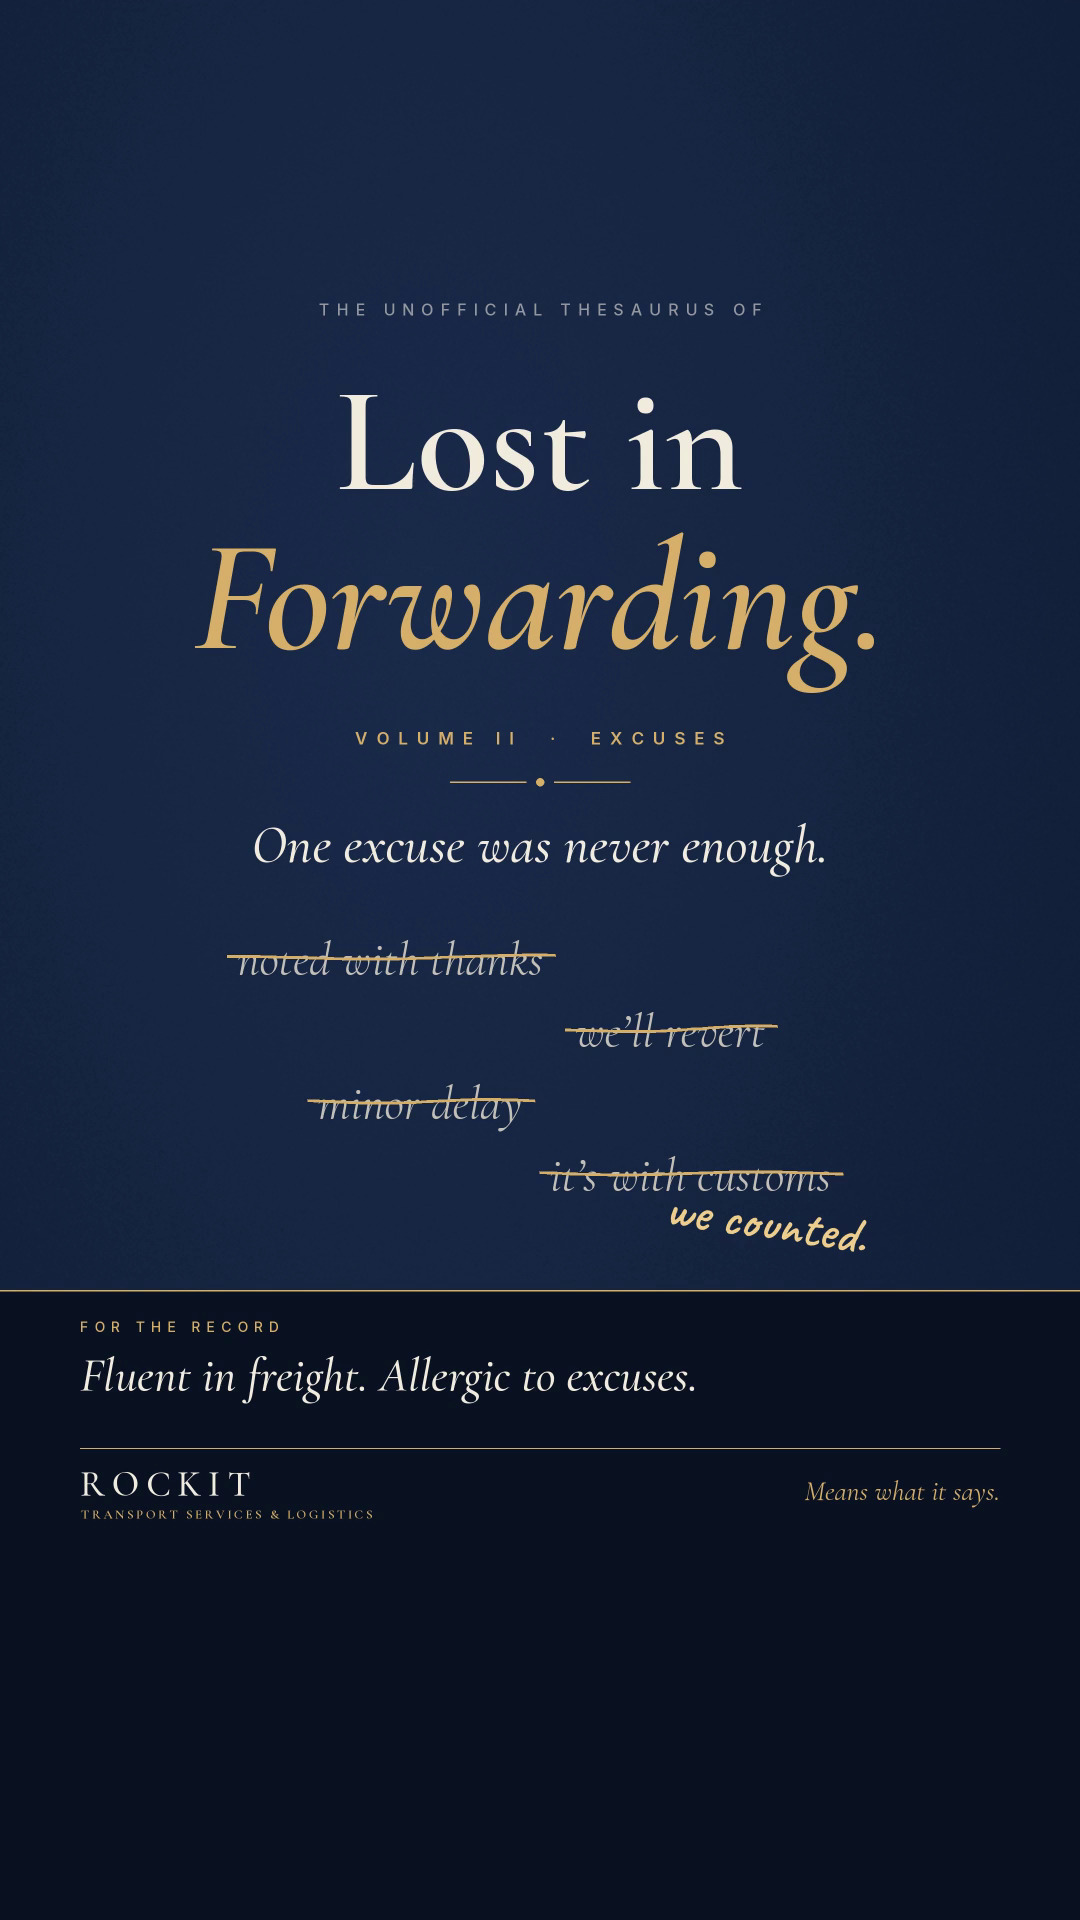 THE UNOFFICIAL THESAURUS OF
Lost in
Forwarding.
VOLUME II · EXCUSES
One excuse was never enough.
noted with thanks
we’ll revert
minor delay
it’s with customs
we counted.
FOR THE RECORD
Fluent in freight. Allergic to excuses.
ROCKIT
TRANSPORT SERVICES & LOGISTICS
Means what it says.